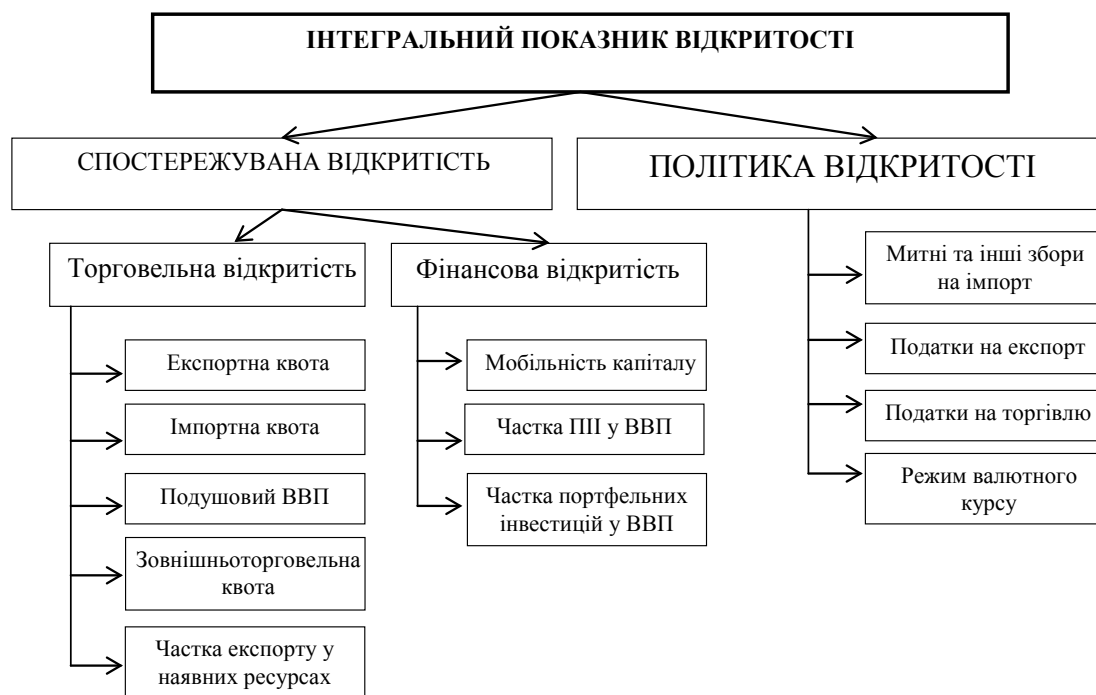 ІНТЕГРАЛЬНИЙ ПОКАЗНИК ВІДКРИТОСТІ
СПОСТЕРЕЖУВАНА ВІДКРИТІСТЬ
ПОЛІТИКА ВІДКРИТОСТІ
Торговельна відкритість
Фінансова відкритість
Експортна квота
Імпортна квота
Подушовий ВВП
Зовнішньоторговельна
квота
Частка експорту у
наявних ресурсах
Мобільність капіталу
Частка ПІІ у ВВП
Частка портфельних
інвестицій у ВВП
Митні та інші збори
на імпорт
Податки на експорт
Податки на торгівлю
Режим валютного
курсу